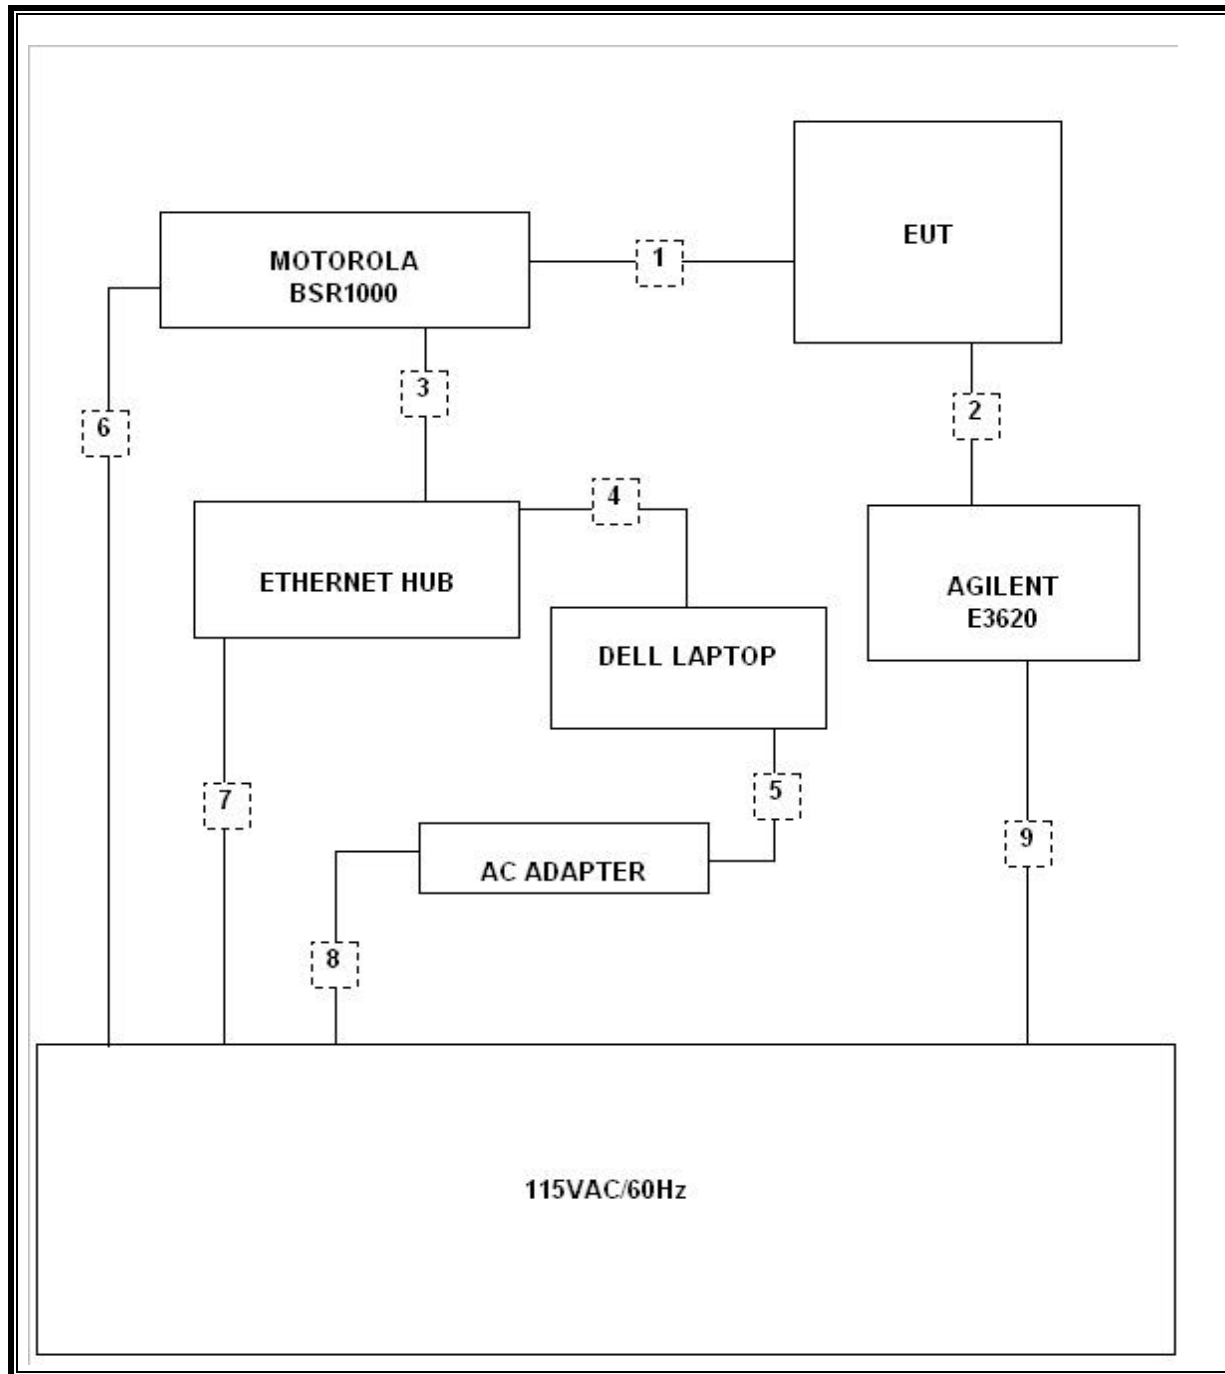 EUT
MOTOROLA
BSR1000
1
3
2
6
4
ETHERNET HUB
AGILENT
E3620
DELL LAPTOP
7
5
9
AC ADAPTER
8
115VAC/60Hz